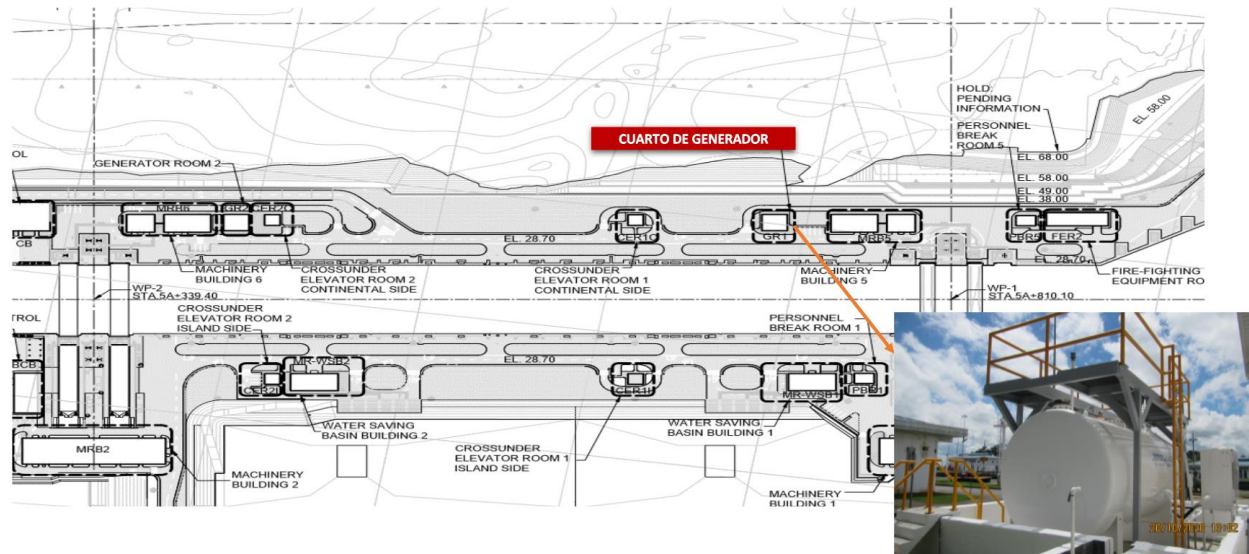 HOLD:
PENDING
INFORMATION
EL. 58.00
PERSONNEL
BREAK
ROOM 5
CUARTO DE GENERADOR
OL
GENERATOR ROOM 2
EL. 68.00
EL. 58.00
EL. 49.00
EL. 38.00
MRB6
GR2
CER2C
CB
EL. 28.70
CER1C
GR1
MRB5
PBR5
FER2
EL. 28.70
MACHINERY
BUILDING 6
CROSSUNDER
ELEVATOR ROOM 2
CONTINENTAL SIDE
CROSSUNDER
ELEVATOR ROOM 1
CONTINENTAL SIDE
MACHINERY
BUILDING 5
FIRE-FIGHTING
EQUIPMENT RO
WP-2
STA.5A+339.40
WP-1
STA.5A+810.10
CROSSUNDER
ELEVATOR ROOM 2
ISLAND SIDE
TROL
PERSONNEL
BREAK ROOM 1
EL. 28.70
BCB
MR-WSB2
CER1I
MR-WSB1
PBR1
WATER SAVING
BASIN BUILDING 2
WATER SAVING
BASIN BUILDING 1
CROSSUNDER
ELEVATOR ROOM 1
ISLAND SIDE
MRB2
MACHINERY
BUILDING 2
MACHINERY
BUILDING 1